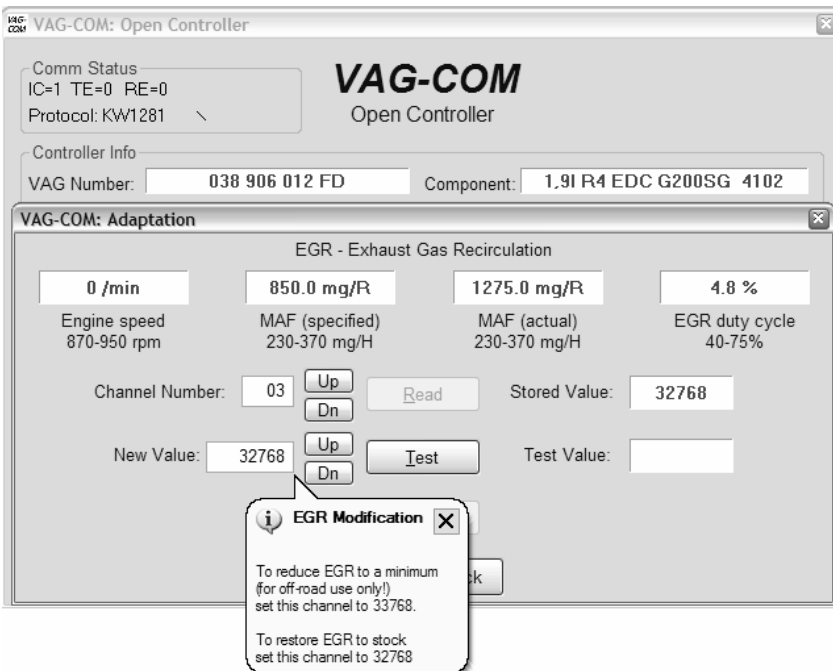 VAG-COM VAG-COM: Open Controller
Comm Status
IC=1 TE=0 RE=0
Protocol: KW1281 \
VAG-COM
Open Controller
Controller Info
VAG Number: 038 906 012 FD Component: 1,9l R4 EDC G200SG 4102
VAG-COM: Adaptation
EGR - Exhaust Gas Recirculation
0 /min 850.0 mg/R 1275.0 mg/R 4.8 %
Engine speed MAF (specified) MAF (actual) EGR duty cycle
870-950 rpm 230-370 mg/H 230-370 mg/H 40-75%
Channel Number: 03 Up Dn Read Stored Value: 32768
New Value: 32768 Up Dn Test Test Value:
EGR Modification
To reduce EGR to a minimum
(for off-road use only!)
set this channel to 33768.
To restore EGR to stock
set this channel to 32768